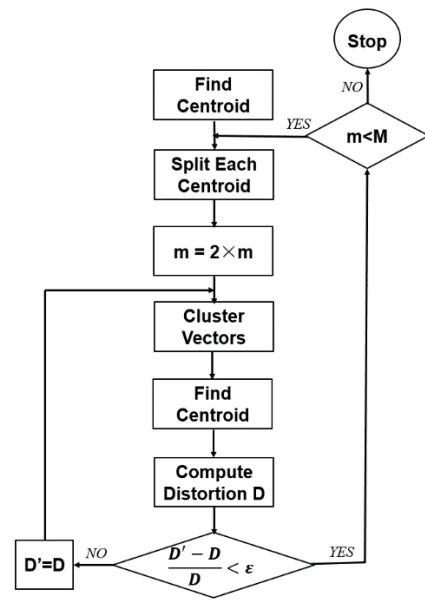 Stop
Find
Centroid
NO
YES
m<M
Split Each
Centroid
m = 2×m
Cluster
Vectors
Find
Centroid
Compute
Distortion D
D'=D
NO
D′ − D
D
< ε
YES